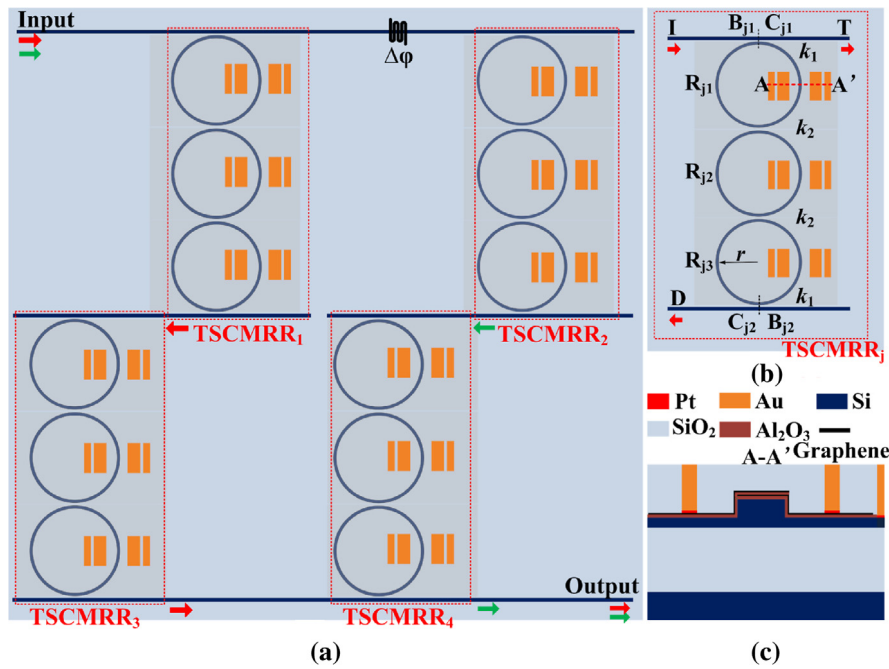 Input
Δφ
TSCMRR₁
TSCMRR₂
TSCMRR₃
TSCMRR₄
Output
(a)
B_j1 C_j1
I T
k₁
R_j1 A A'
k₂
R_j2
k₂
R_j3 r
k₁
D
C_j2 B_j2
TSCMRR_j
(b)
Pt Au Si
SiO₂ Al₂O₃ Graphene
A-A'
(c)